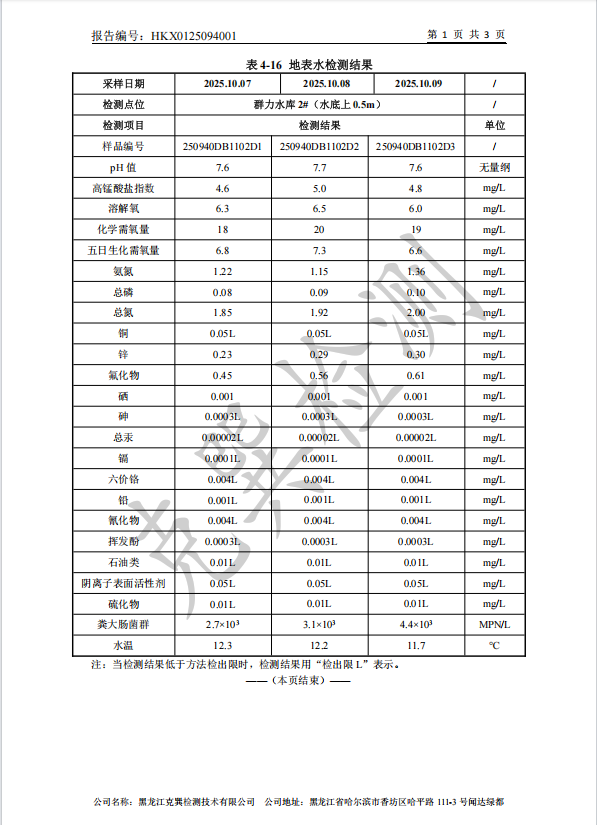 报告编号：HKX0125094001 第 1 页 共 3 页
表 4-16 地表水检测结果
采样日期 2025.10.07 2025.10.08 2025.10.09 /
检测点位 群力水库 2#（水底上 0.5m） /
检测项目 检测结果 单位
样品编号 250940DB1102D1 250940DB1102D2 250940DB1102D3 /
pH 值 7.6 7.7 7.6 无量纲
高锰酸盐指数 4.6 5.0 4.8 mg/L
溶解氧 6.3 6.5 6.0 mg/L
化学需氧量 18 20 19 mg/L
五日生化需氧量 6.8 7.3 6.6 mg/L
氨氮 1.22 1.15 1.36 mg/L
总磷 0.08 0.09 0.10 mg/L
总氮 1.85 1.92 2.00 mg/L
铜 0.05L 0.05L 0.05L mg/L
锌 0.23 0.29 0.30 mg/L
氟化物 0.45 0.56 0.61 mg/L
硒 0.001 0.001 0.001 mg/L
砷 0.0003L 0.0003L 0.0003L mg/L
总汞 0.00002L 0.00002L 0.00002L mg/L
镉 0.0001L 0.0001L 0.0001L mg/L
六价铬 0.004L 0.004L 0.004L mg/L
铅 0.001L 0.001L 0.001L mg/L
氰化物 0.004L 0.004L 0.004L mg/L
挥发酚 0.0003L 0.0003L 0.0003L mg/L
石油类 0.01L 0.01L 0.01L mg/L
阴离子表面活性剂 0.05L 0.05L 0.05L mg/L
硫化物 0.01L 0.01L 0.01L mg/L
粪大肠菌群 2.7×10³ 3.1×10³ 4.4×10³ MPN/L
水温 12.3 12.2 11.7 °C
注：当检测结果低于方法检出限时，检测结果用“检出限 L”表示。
——（本页结束）——
克巽检测
公司名称：黑龙江克巽检测技术有限公司 公司地址：黑龙江省哈尔滨市香坊区哈平路 111-3 号闻达绿都